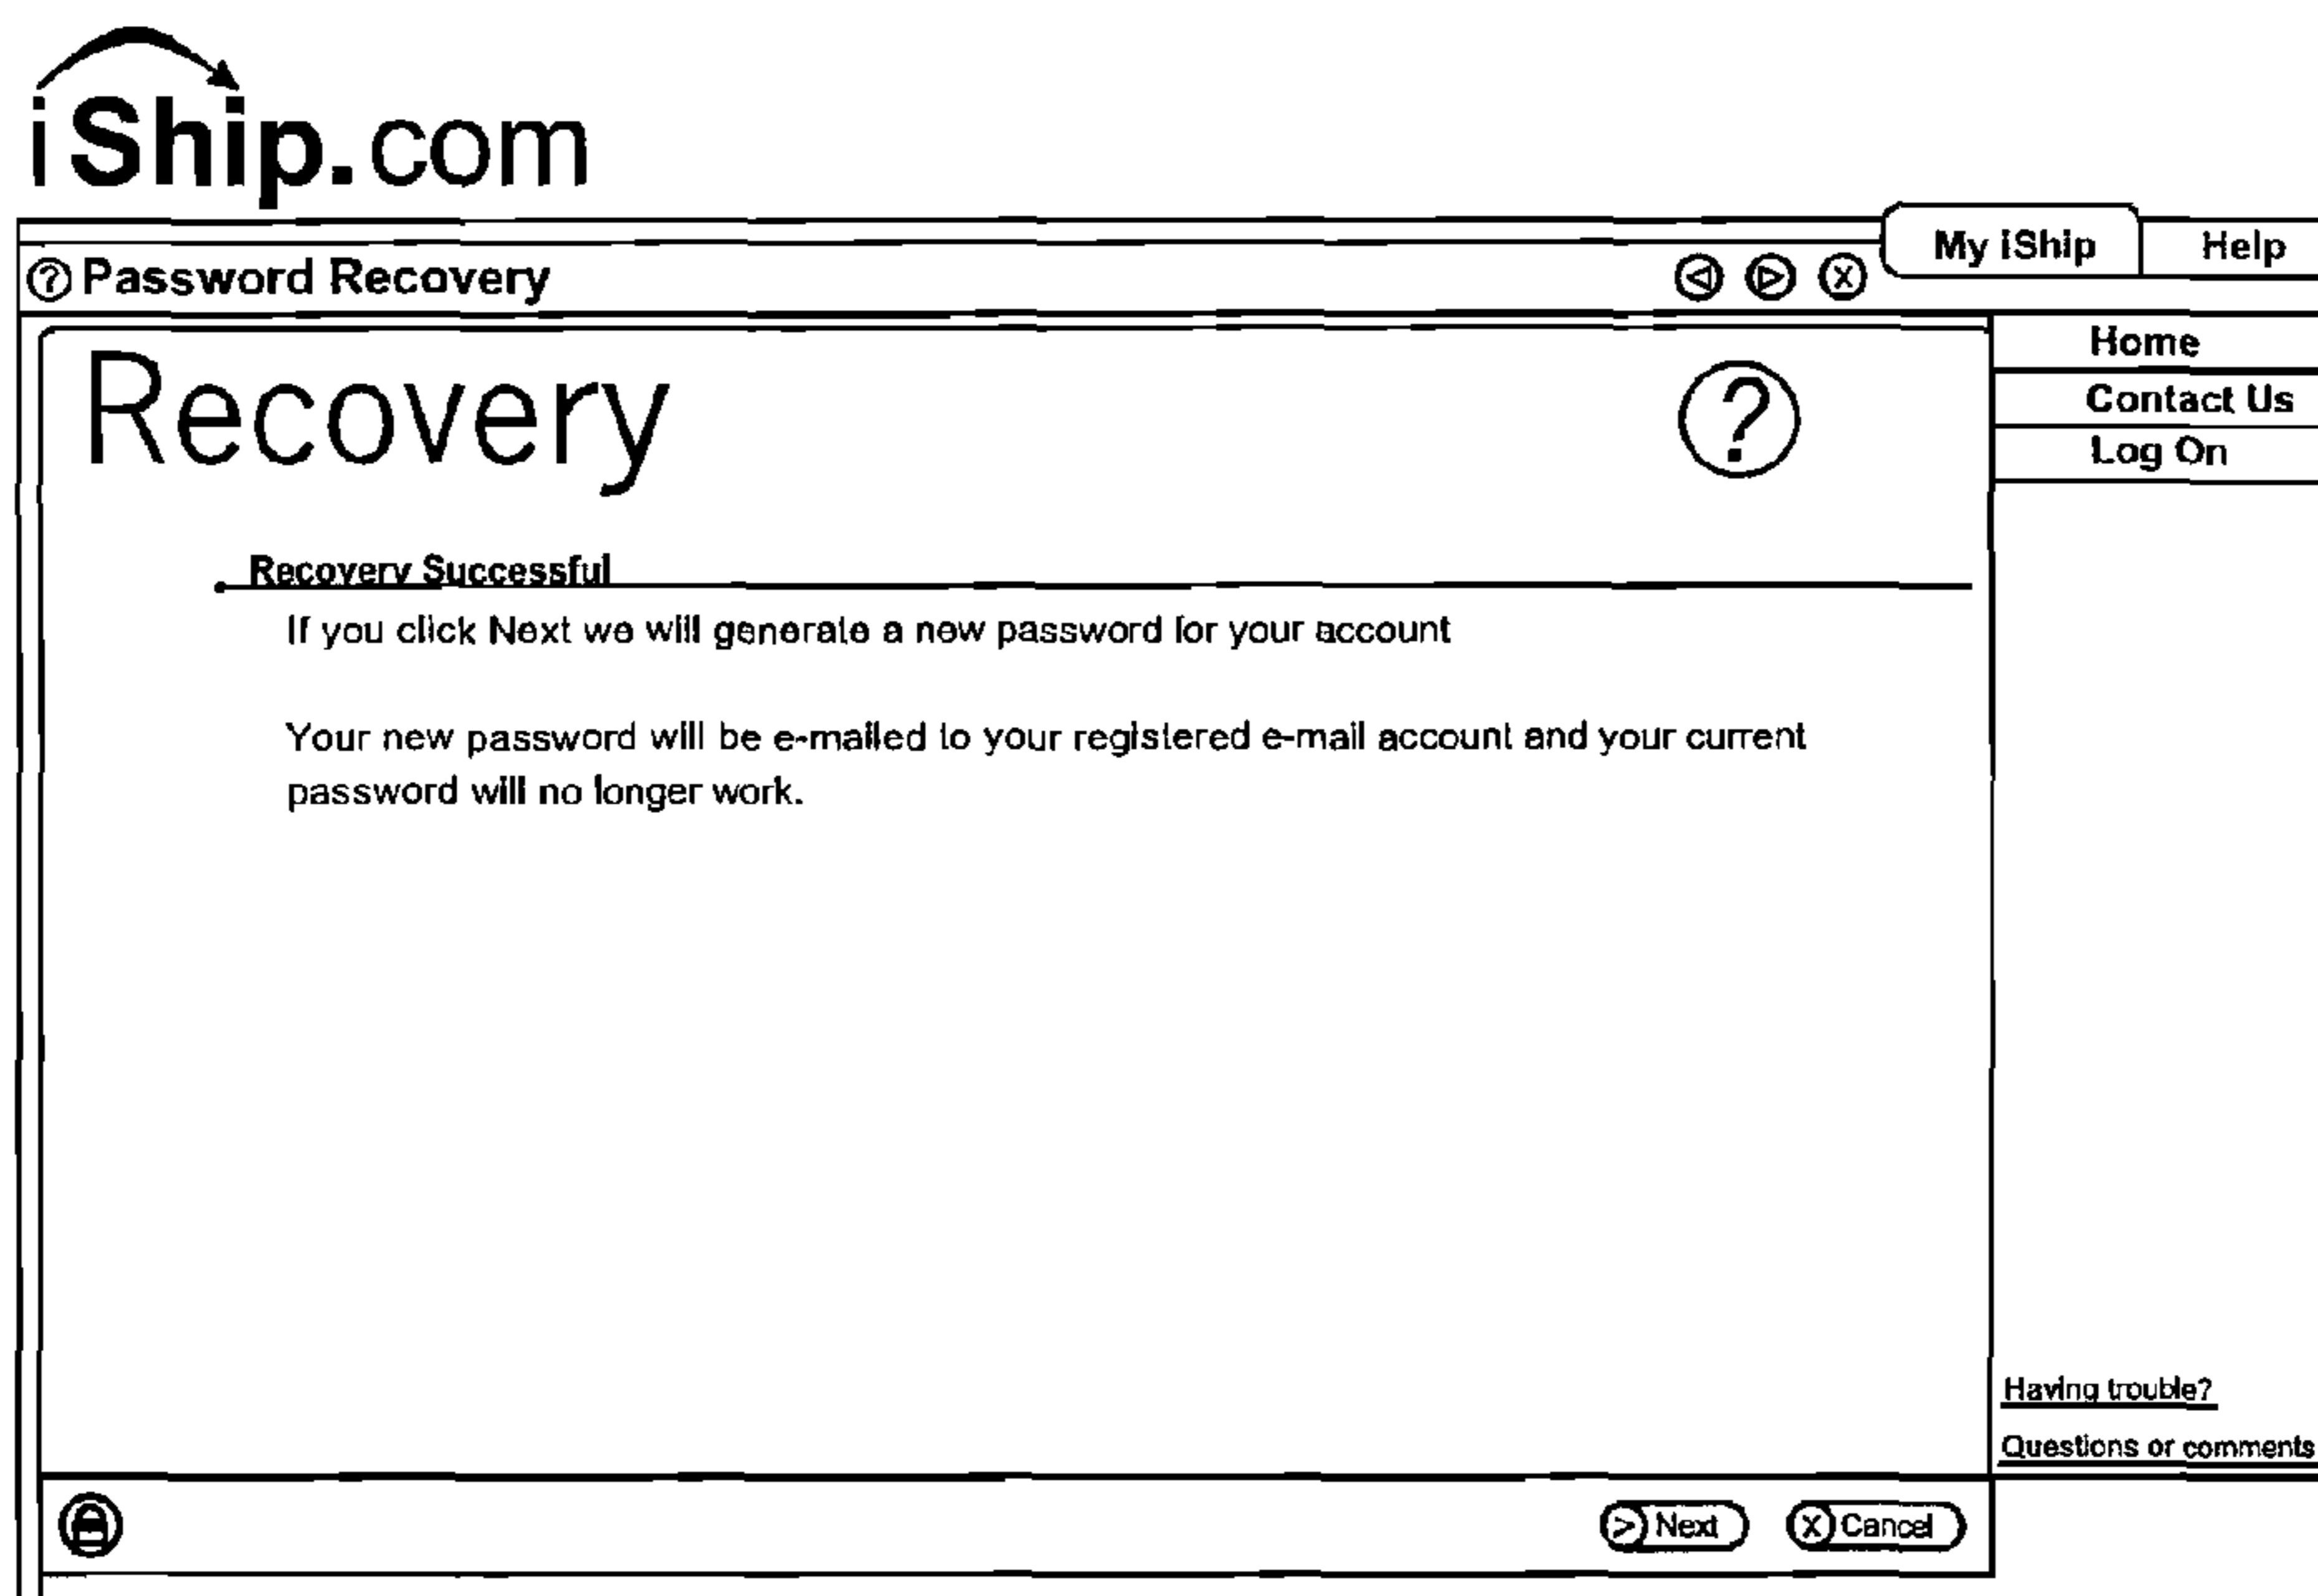 iShip.com
My iShip
Help
? Password Recovery
X
Home
Contact Us
Log On
Recovery
?
Recovery Successful
If you click Next we will generate a new password for your account
Your new password will be e-mailed to your registered e-mail account and your current
password will no longer work.
Having trouble?
Questions or comments
> Next
X Cancel